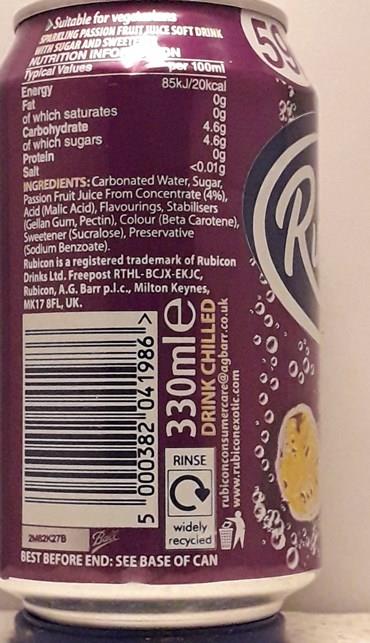 Suitable for vegetarians
SPARKLING PASSION FRUIT JUICE SOFT DRINK
WITH SUGAR AND SWEETENER
NUTRITION INFORMATION
Typical Values per 100ml
Energy 85kJ/20kcal
Fat 0g
of which saturates 0g
Carbohydrate 4.6g
of which sugars 4.6g
Protein 0g
Salt <0.01g
INGREDIENTS: Carbonated Water, Sugar,
Passion Fruit Juice From Concentrate (4%),
Acid (Malic Acid), Flavourings, Stabilisers
(Gellan Gum, Pectin), Colour (Beta Carotene),
Sweetener (Sucralose), Preservative
(Sodium Benzoate).
Rubicon is a registered trademark of Rubicon
Drinks Ltd. Freepost RTHL-BCJX-EKJC,
Rubicon, A.G. Barr p.l.c., Milton Keynes,
MK17 8FL, UK.
5 000382 041986 >
330ml e
DRINK CHILLED
rubiconconsumercare@agbarr.co.uk
www.rubiconexotic.com
RINSE
widely
recycled
2M82K27B
Ball
BEST BEFORE END: SEE BASE OF CAN
59
Ru